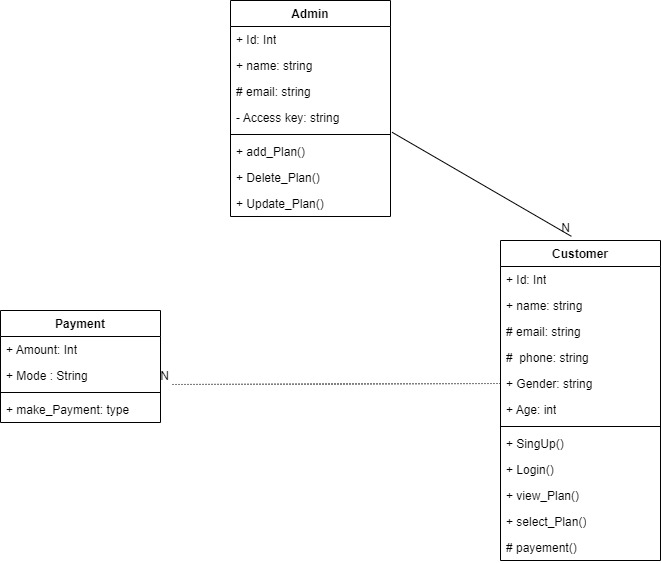 Admin
+ Id: Int
+ name: string
# email: string
- Access key: string
+ add_Plan()
+ Delete_Plan()
+ Update_Plan()
N
Customer
+ Id: Int
+ name: string
# email: string
#  phone: string
+ Gender: string
+ Age: int
+ SingUp()
+ Login()
+ view_Plan()
+ select_Plan()
# payement()
Payment
+ Amount: Int
+ Mode : String
N
+ make_Payment: type